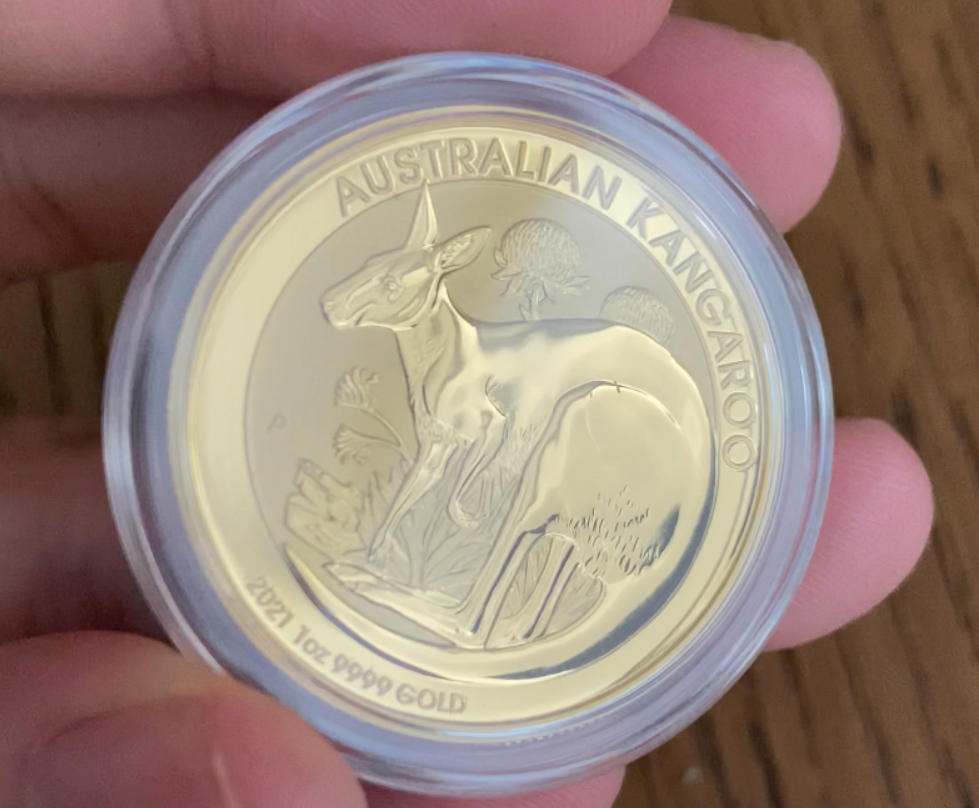 AUSTRALIAN KANGAROO
P
2021 1oz 9999 GOLD